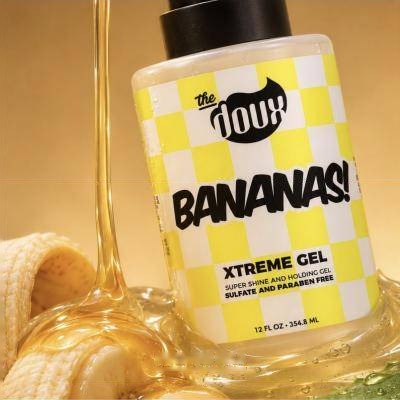 the
doux
BANANAS!
XTREME GEL
SUPER SHINE AND HOLDING GEL
SULFATE AND PARABEN FREE
12 FL OZ • 354.8 ML